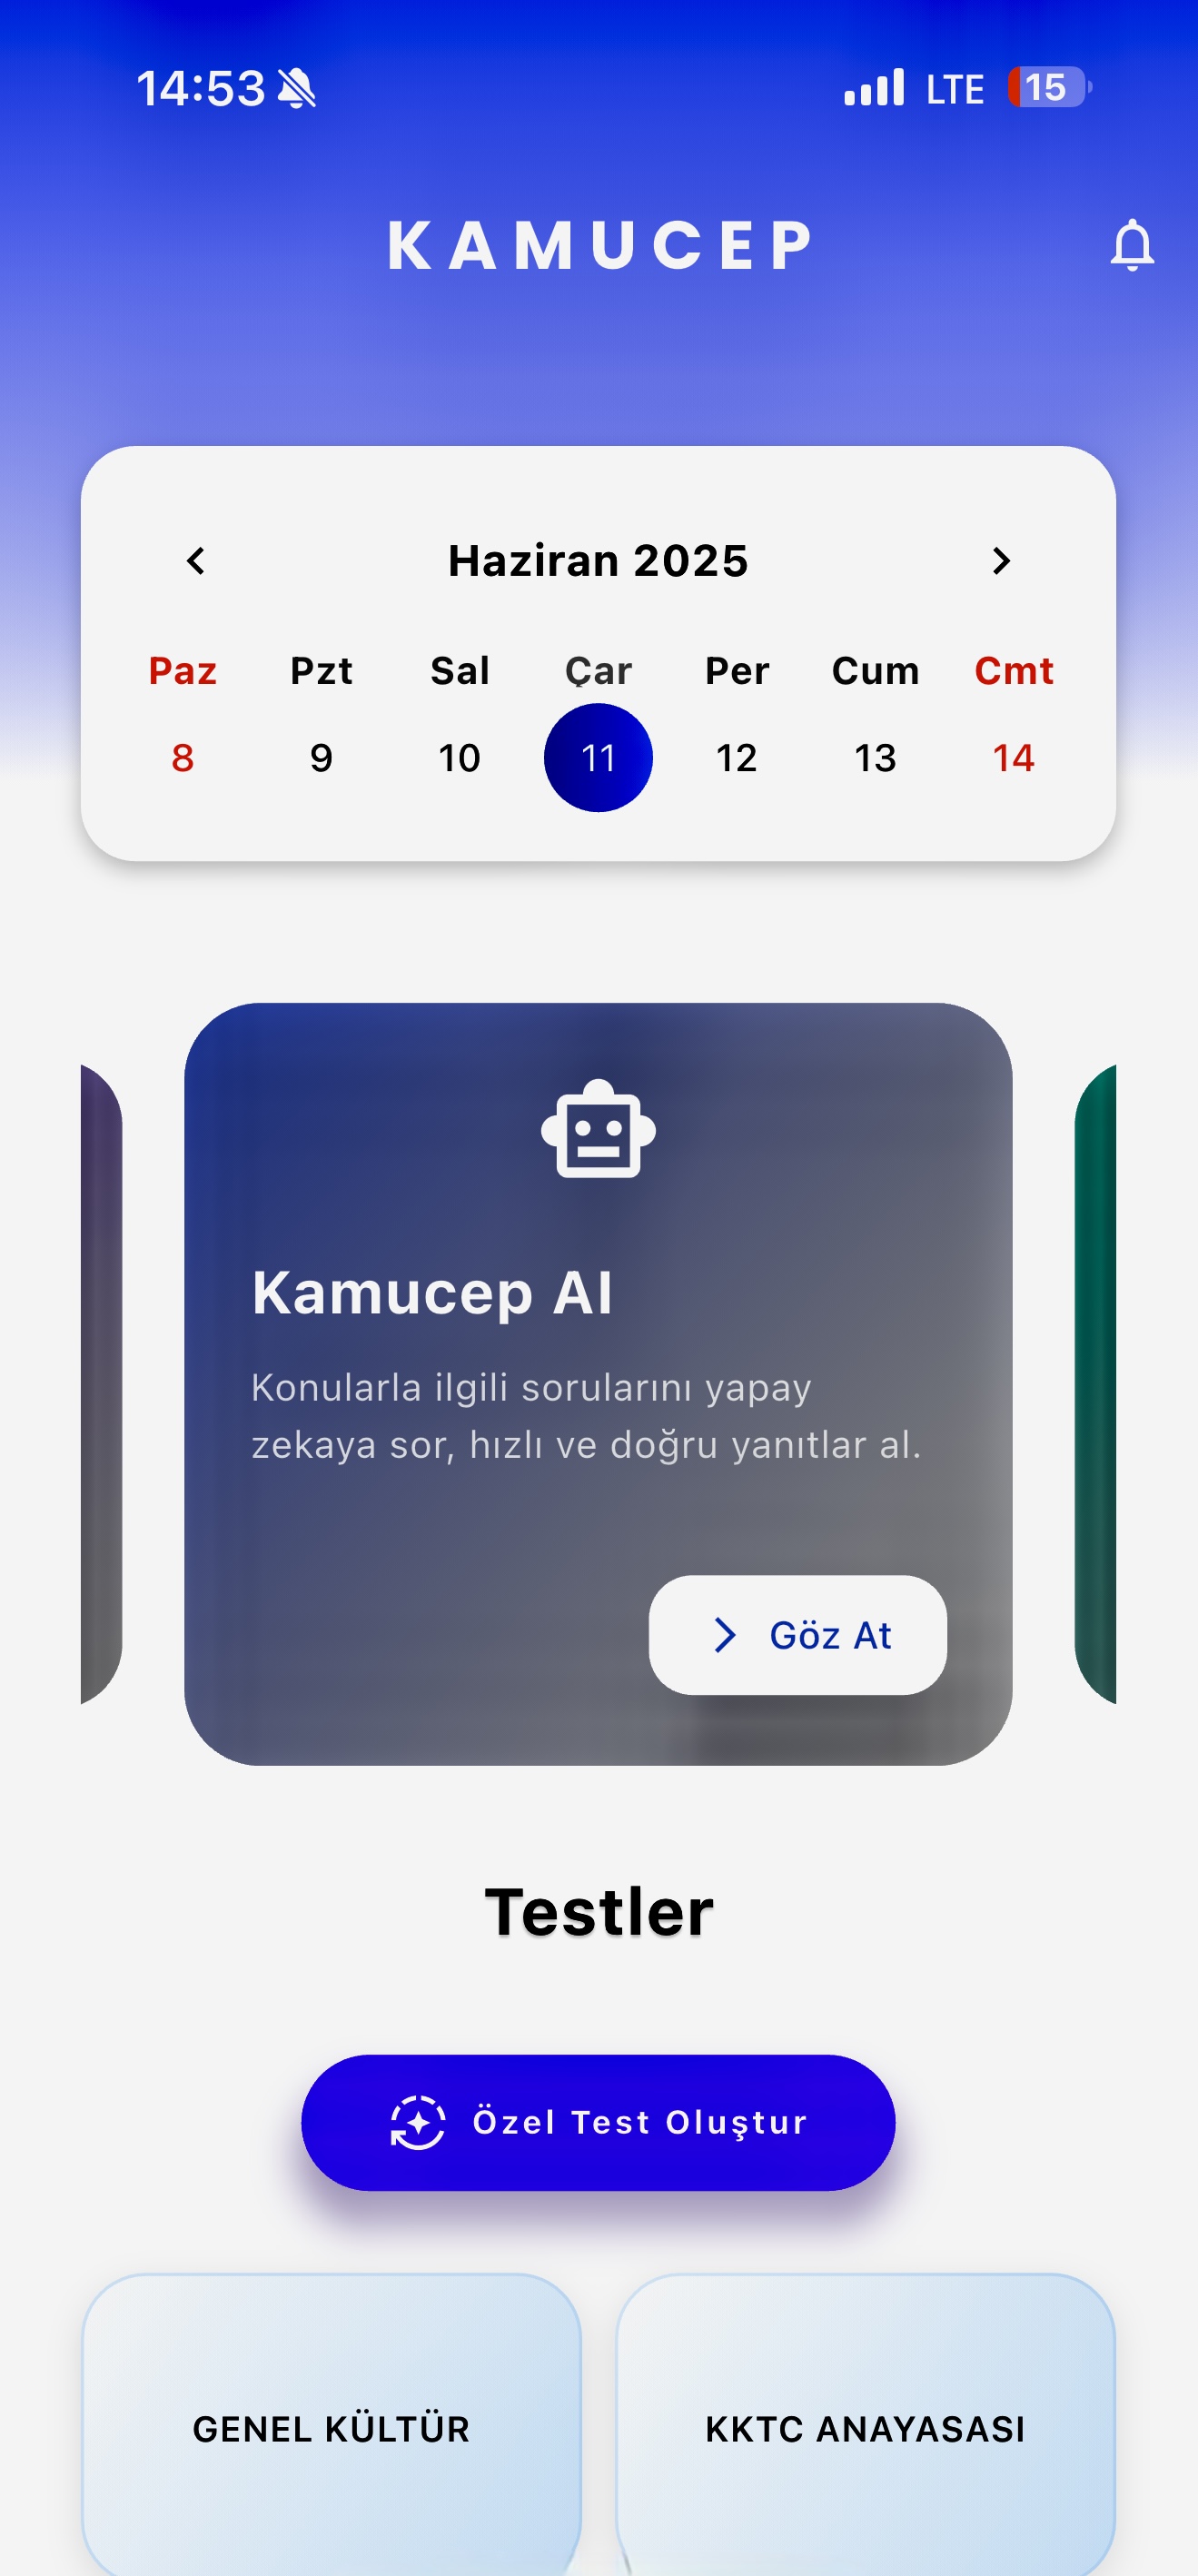 14:53 LTE 15
KAMUCEP
Haziran 2025
Paz Pzt Sal Çar Per Cum Cmt
8 9 10 11 12 13 14
Kamucep AI
Konularla ilgili sorularını yapay
zekaya sor, hızlı ve doğru yanıtlar al.
Göz At
Testler
Özel Test Oluştur
GENEL KÜLTÜR KKTC ANAYASASI